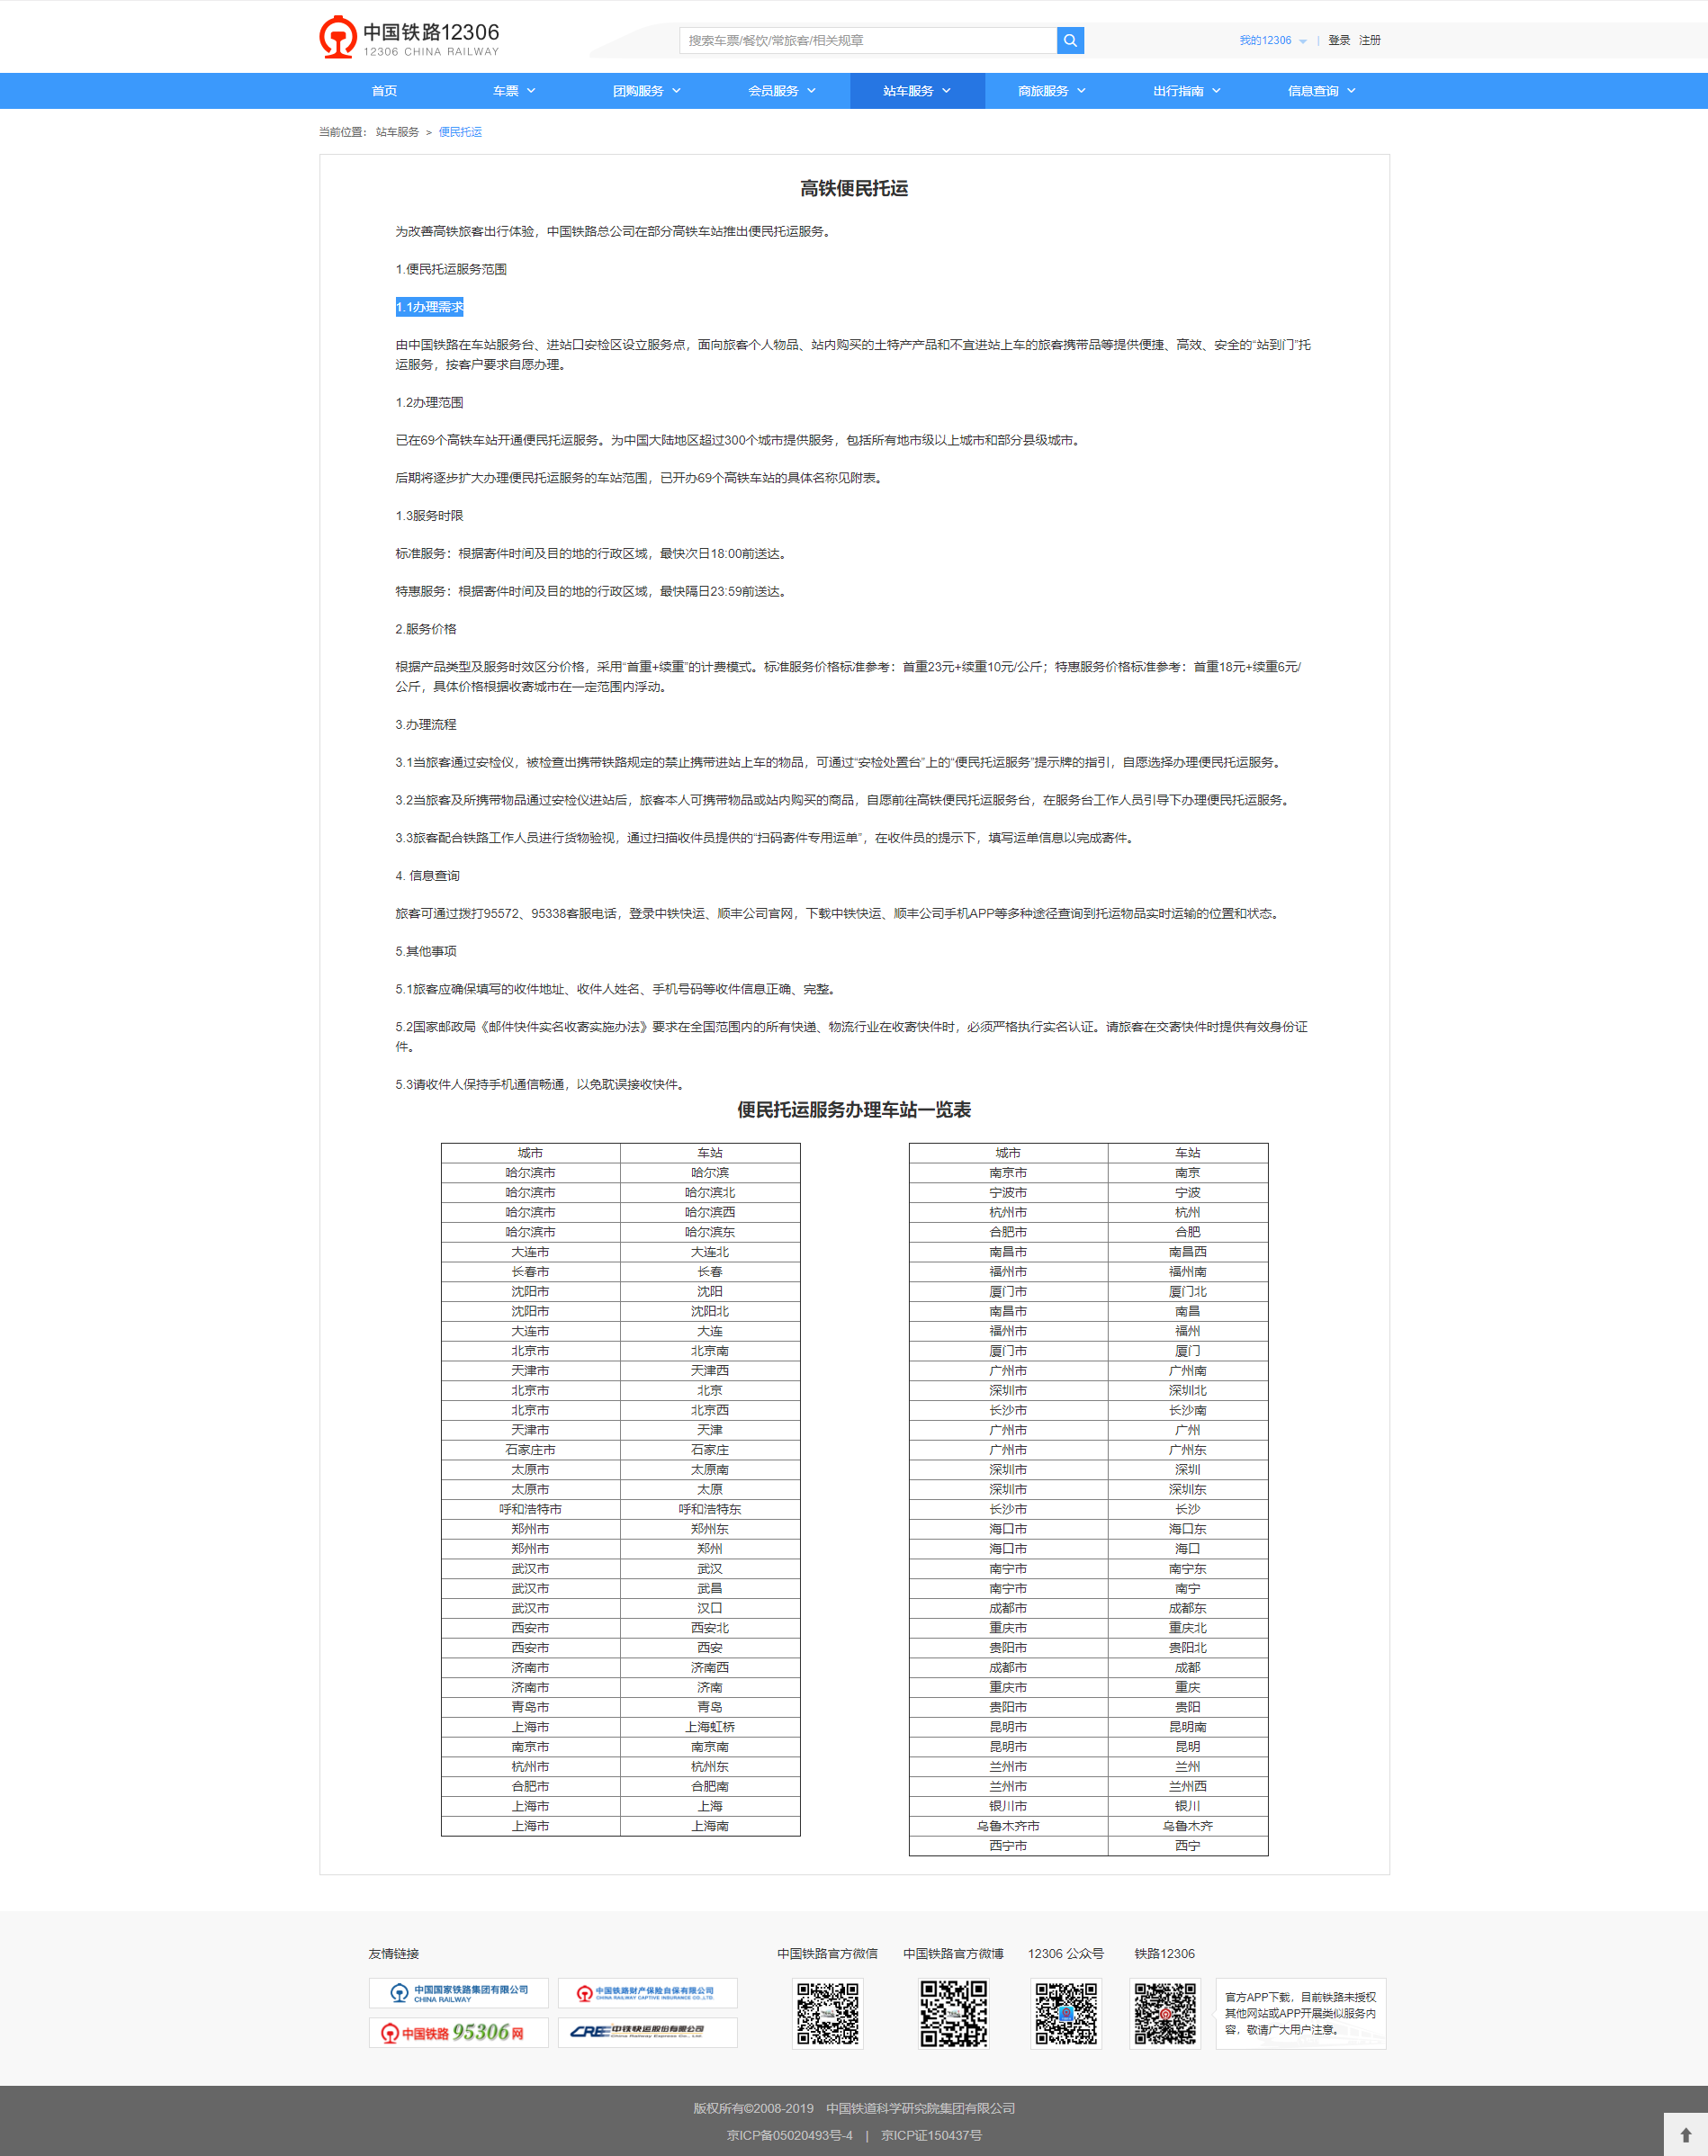 中国铁路12306
12306 CHINA RAILWAY
搜索车票/餐饮/常旅客/相关规章
我的12306 | 登录 注册
首页 车票 团购服务 会员服务 站车服务 商旅服务 出行指南 信息查询
当前位置： 站车服务 > 便民托运
高铁便民托运
为改善高铁旅客出行体验，中国铁路总公司在部分高铁车站推出便民托运服务。
1.便民托运服务范围
1.1办理需求
由中国铁路在车站服务台、进站口安检区设立服务点，面向旅客个人物品、站内购买的土特产产品和不宜进站上车的旅客携带品等提供便捷、高效、安全的“站到门”托
运服务，按客户要求自愿办理。
1.2办理范围
已在69个高铁车站开通便民托运服务。为中国大陆地区超过300个城市提供服务，包括所有地市级以上城市和部分县级城市。
后期将逐步扩大办理便民托运服务的车站范围，已开办69个高铁车站的具体名称见附表。
1.3服务时限
标准服务：根据寄件时间及目的地的行政区域，最快次日18:00前送达。
特惠服务：根据寄件时间及目的地的行政区域，最快隔日23:59前送达。
2.服务价格
根据产品类型及服务时效区分价格，采用“首重+续重”的计费模式。标准服务价格标准参考：首重23元+续重10元/公斤；特惠服务价格标准参考：首重18元+续重6元/
公斤，具体价格根据收寄城市在一定范围内浮动。
3.办理流程
3.1当旅客通过安检仪，被检查出携带铁路规定的禁止携带进站上车的物品，可通过“安检处置台”上的“便民托运服务”提示牌的指引，自愿选择办理便民托运服务。
3.2当旅客及所携带物品通过安检仪进站后，旅客本人可携带物品或站内购买的商品，自愿前往高铁便民托运服务台，在服务台工作人员引导下办理便民托运服务。
3.3旅客配合铁路工作人员进行货物验视，通过扫描收件员提供的“扫码寄件专用运单”，在收件员的提示下，填写运单信息以完成寄件。
4. 信息查询
旅客可通过拨打95572、95338客服电话，登录中铁快运、顺丰公司官网，下载中铁快运、顺丰公司手机APP等多种途径查询到托运物品实时运输的位置和状态。
5.其他事项
5.1旅客应确保填写的收件地址、收件人姓名、手机号码等收件信息正确、完整。
5.2国家邮政局《邮件快件实名收寄实施办法》要求在全国范围内的所有快递、物流行业在收寄快件时，必须严格执行实名认证。请旅客在交寄快件时提供有效身份证
件。
5.3请收件人保持手机通信畅通，以免耽误接收快件。
便民托运服务办理车站一览表
城市 车站
哈尔滨市 哈尔滨
哈尔滨市 哈尔滨北
哈尔滨市 哈尔滨西
哈尔滨市 哈尔滨东
大连市 大连北
长春市 长春
沈阳市 沈阳
沈阳市 沈阳北
大连市 大连
北京市 北京南
天津市 天津西
北京市 北京
北京市 北京西
天津市 天津
石家庄市 石家庄
太原市 太原南
太原市 太原
呼和浩特市 呼和浩特东
郑州市 郑州东
郑州市 郑州
武汉市 武汉
武汉市 武昌
武汉市 汉口
西安市 西安北
西安市 西安
济南市 济南西
济南市 济南
青岛市 青岛
上海市 上海虹桥
南京市 南京南
杭州市 杭州东
合肥市 合肥南
上海市 上海
上海市 上海南
城市 车站
南京市 南京
宁波市 宁波
杭州市 杭州
合肥市 合肥
南昌市 南昌西
福州市 福州南
厦门市 厦门北
南昌市 南昌
福州市 福州
厦门市 厦门
广州市 广州南
深圳市 深圳北
长沙市 长沙南
广州市 广州
广州市 广州东
深圳市 深圳
深圳市 深圳东
长沙市 长沙
海口市 海口东
海口市 海口
南宁市 南宁东
南宁市 南宁
成都市 成都东
重庆市 重庆北
贵阳市 贵阳北
成都市 成都
重庆市 重庆
贵阳市 贵阳
昆明市 昆明南
昆明市 昆明
兰州市 兰州
兰州市 兰州西
银川市 银川
乌鲁木齐市 乌鲁木齐
西宁市 西宁
友情链接
中国国家铁路集团有限公司
CHINA RAILWAY
中国铁路财产保险自保有限公司
CHINA RAILWAY CAPTIVE INSURANCE CO.,LTD
中国铁路 95306 网
CRE 中铁快运股份有限公司
China Railway Express Co., Ltd
中国铁路官方微信 中国铁路官方微博 12306 公众号 铁路12306
官方APP下载，目前铁路未授权
其他网站或APP开展类似服务内
容，敬请广大用户注意。
版权所有©2008-2019 中国铁道科学研究院集团有限公司
京ICP备05020493号-4 | 京ICP证150437号